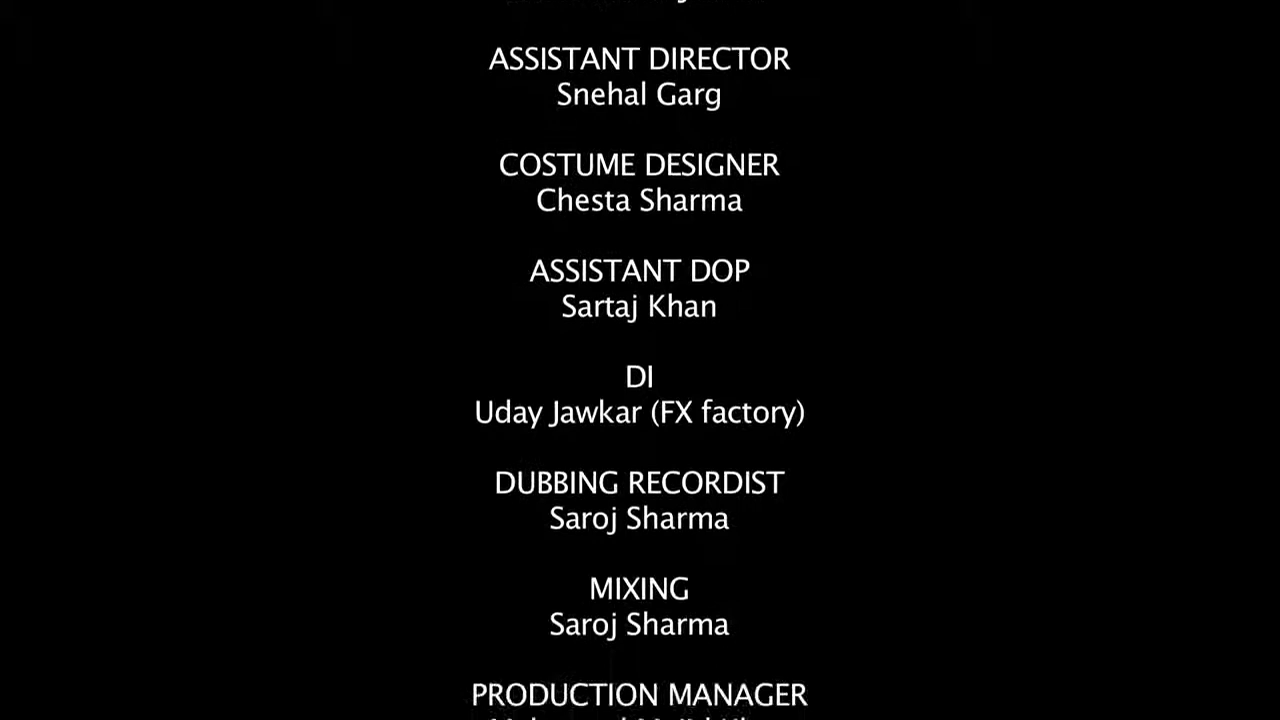 ASSISTANT DIRECTOR
Snehal Garg
COSTUME DESIGNER
Chesta Sharma
ASSISTANT DOP
Sartaj Khan
DI
Uday Jawkar (FX factory)
DUBBING RECORDIST
Saroj Sharma
MIXING
Saroj Sharma
PRODUCTION MANAGER